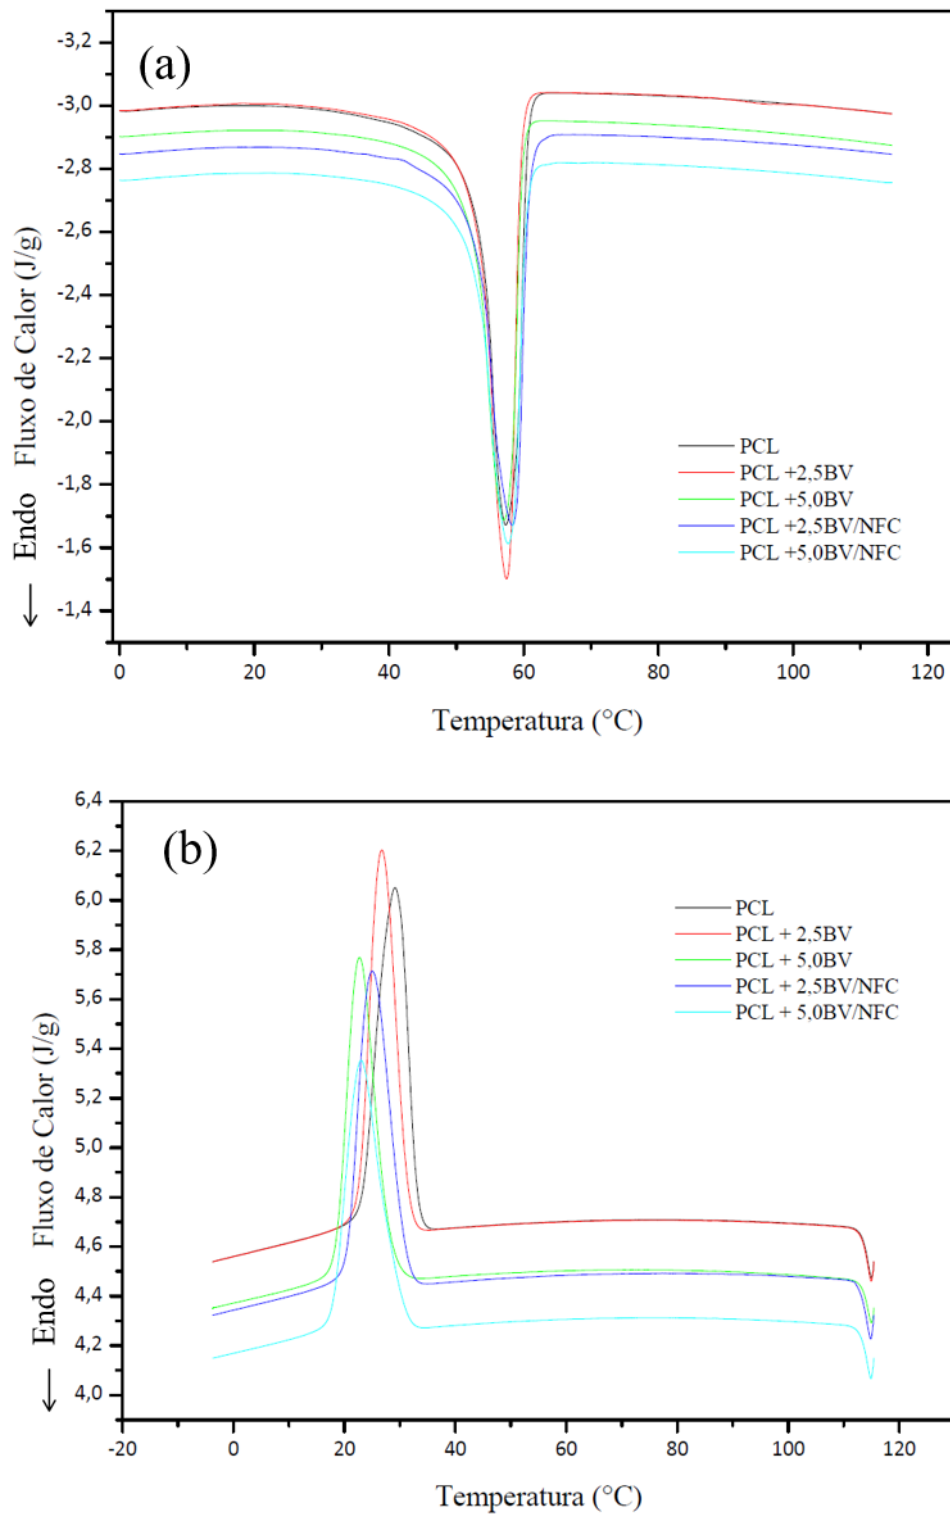 (a)
-3,2
-3,0
-2,8
-2,6
-2,4
-2,2
-2,0
-1,8
-1,6
-1,4
← Endo Fluxo de Calor (J/g)
PCL
PCL +2,5BV
PCL +5,0BV
PCL +2,5BV/NFC
PCL +5,0BV/NFC
0 20 40 60 80 100 120
Temperatura (°C)
(b)
6,4
6,2
6,0
5,8
5,6
5,4
5,2
5,0
4,8
4,6
4,4
4,2
4,0
← Endo Fluxo de Calor (J/g)
PCL
PCL + 2,5BV
PCL + 5,0BV
PCL + 2,5BV/NFC
PCL + 5,0BV/NFC
-20 0 20 40 60 80 100 120
Temperatura (°C)